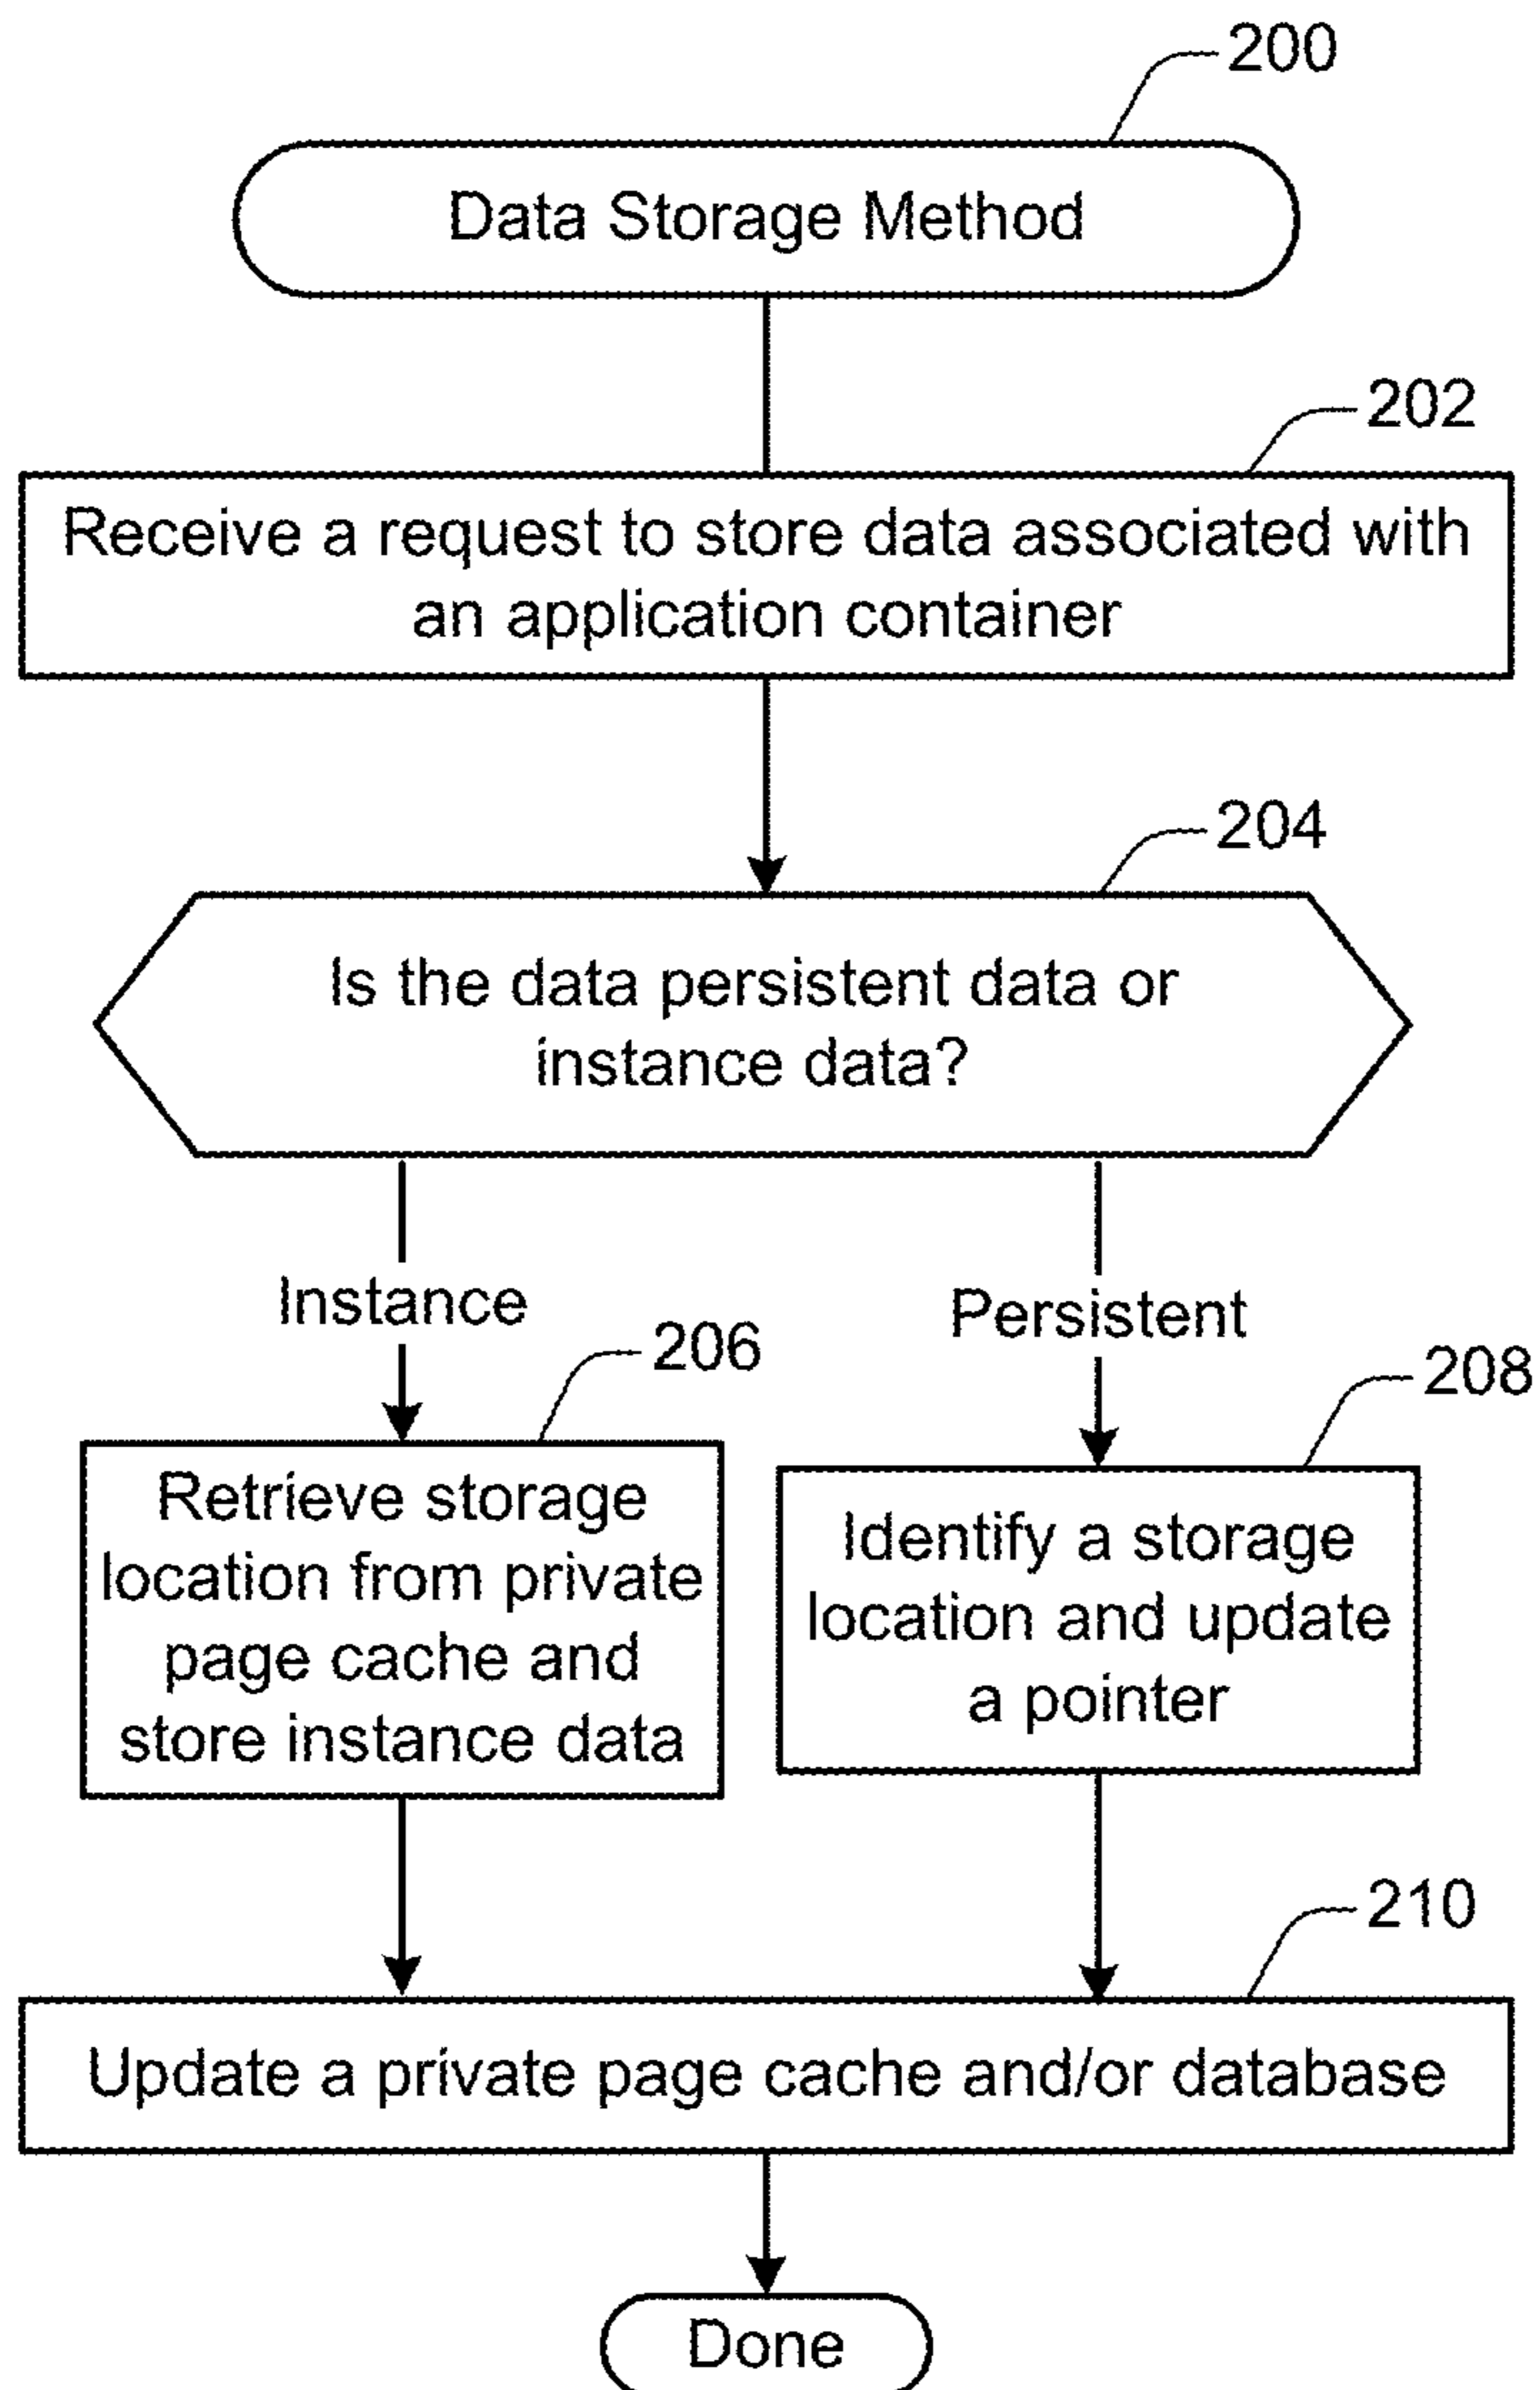 200
Data Storage Method
202
Receive a request to store data associated with
an application container
204
Is the data persistent data or
instance data?
Instance
Persistent
206
208
Retrieve storage
location from private
page cache and
store instance data
Identify a storage
location and update
a pointer
210
Update a private page cache and/or database
Done